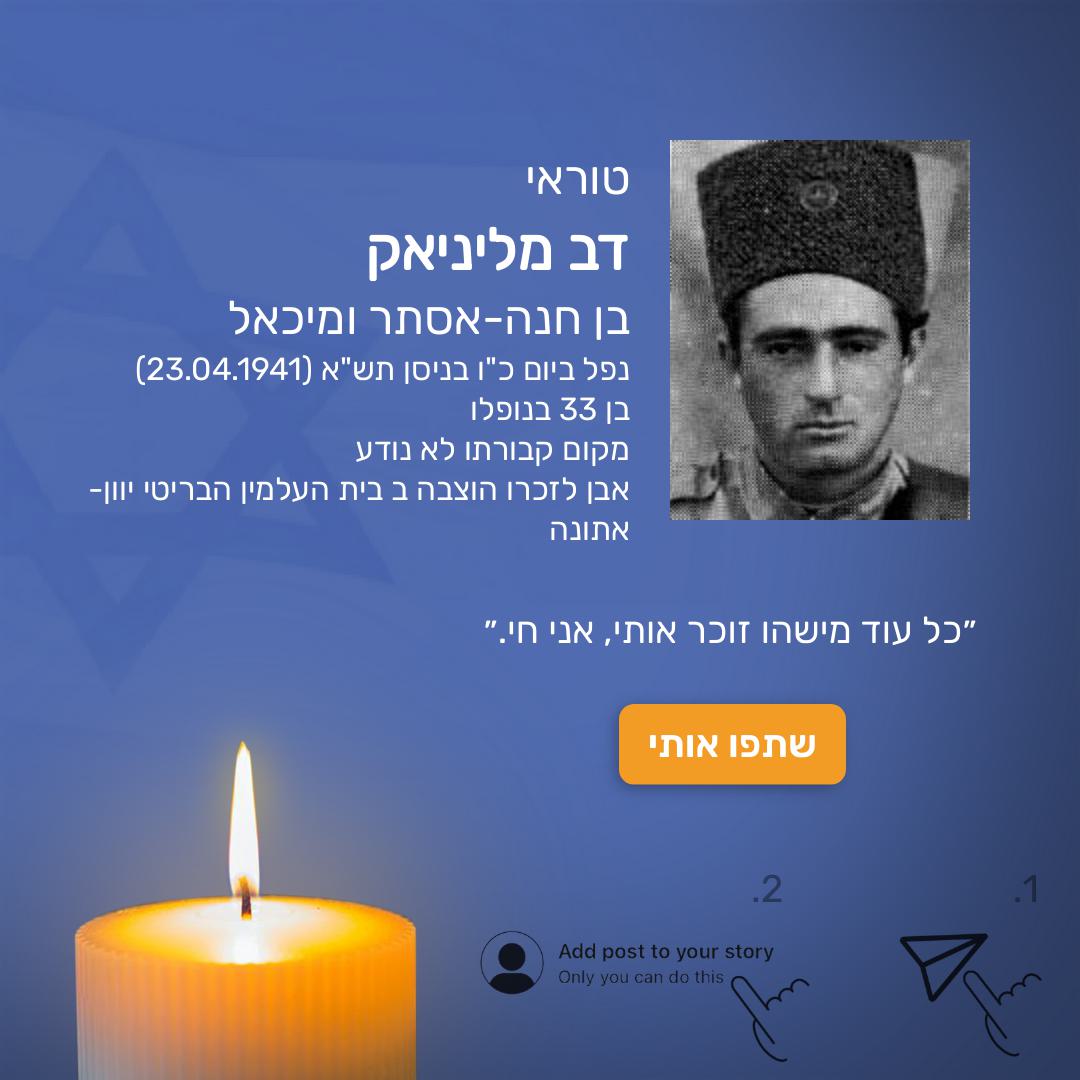 טוראי
דב מליניאק
בן חנה-אסתר ומיכאל
נפל ביום כ"ו בניסן תש"א (23.04.1941)
בן 33 בנופלו
מקום קבורתו לא נודע
אבן לזכרו הוצבה ב בית העלמין הבריטי יוון-
אתונה
״כל עוד מישהו זוכר אותי, אני חי.״
שתפו אותי
.1
.2
Add post to your story
Only you can do this